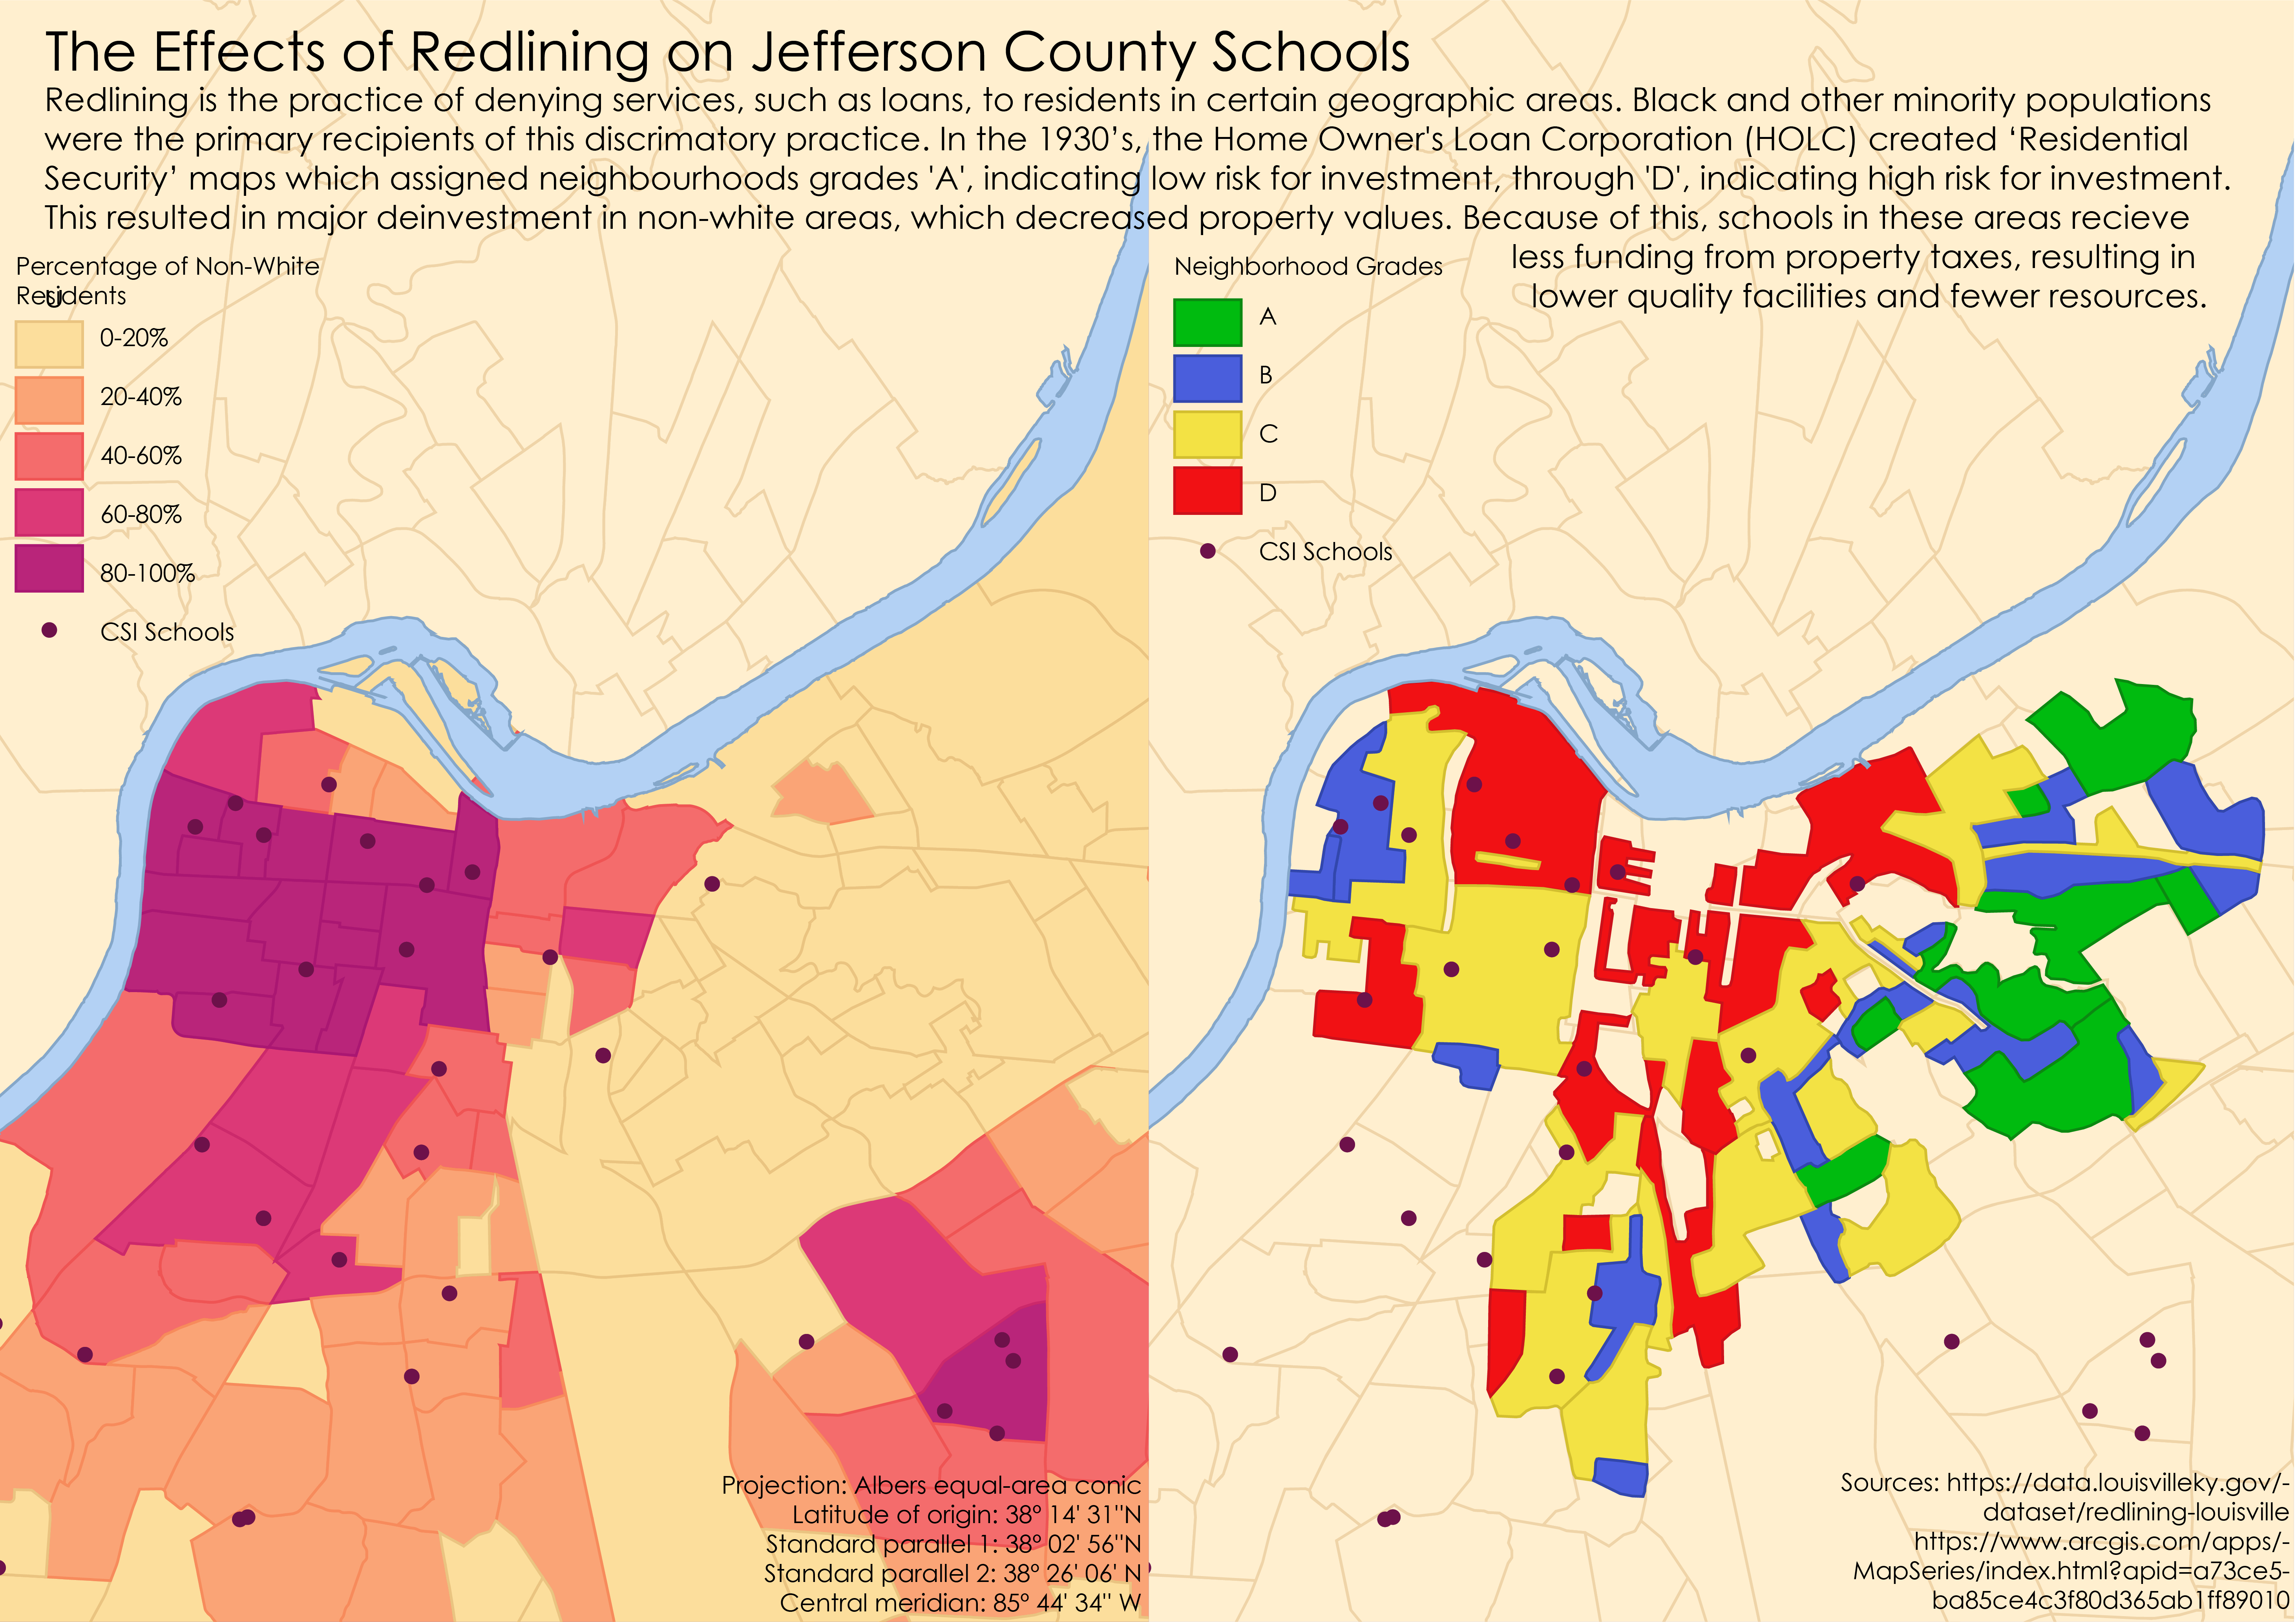 The Effects of Redlining on Jefferson County Schools
Redlining is the practice of denying services, such as loans, to residents in certain geographic areas. Black and other minority populations
were the primary recipients of this discrimatory practice. In the 1930's, the Home Owner's Loan Corporation (HOLC) created ‘Residential
Security’ maps which assigned neighbourhoods grades 'A', indicating low risk for investment, through 'D', indicating high risk for investment.
This resulted in major deinvestment in non-white areas, which decreased property values. Because of this, schools in these areas recieve
less funding from property taxes, resulting in
lower quality facilities and fewer resources.
Percentage of Non-White
Residents
0-20%
20-40%
40-60%
60-80%
80-100%
CSI Schools
Neighborhood Grades
A
B
C
D
CSI Schools
Projection: Albers equal-area conic
Latitude of origin: 38º 14' 31"N
Standard parallel 1: 38º 02' 56"N
Standard parallel 2: 38º 26' 06' N
Central meridian: 85º 44' 34" W
Sources: https://data.louisvilleky.gov/-
dataset/redlining-louisville
https://www.arcgis.com/apps/-
MapSeries/index.html?apid=a73ce5-
ba85ce4c3f80d365ab1ff89010